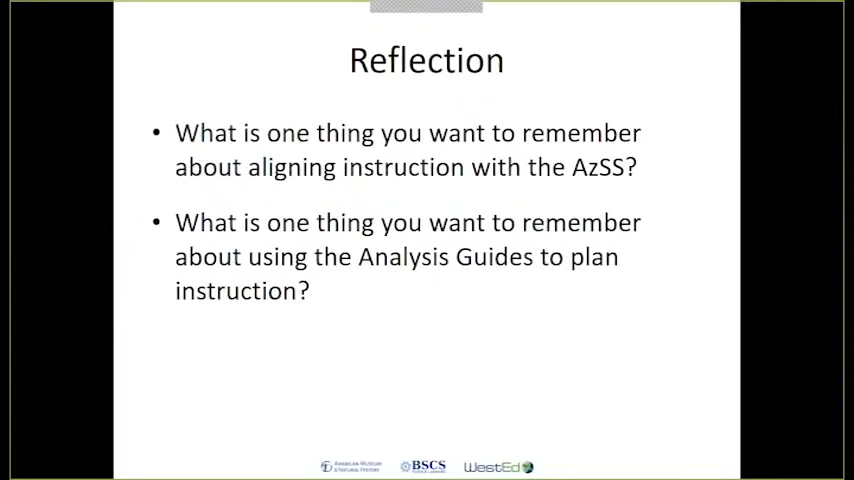 Reflection
• What is one thing you want to remember
about aligning instruction with the AzSS?
• What is one thing you want to remember
about using the Analysis Guides to plan
instruction?
American Museum
& Natural History
BSCS
WestEd